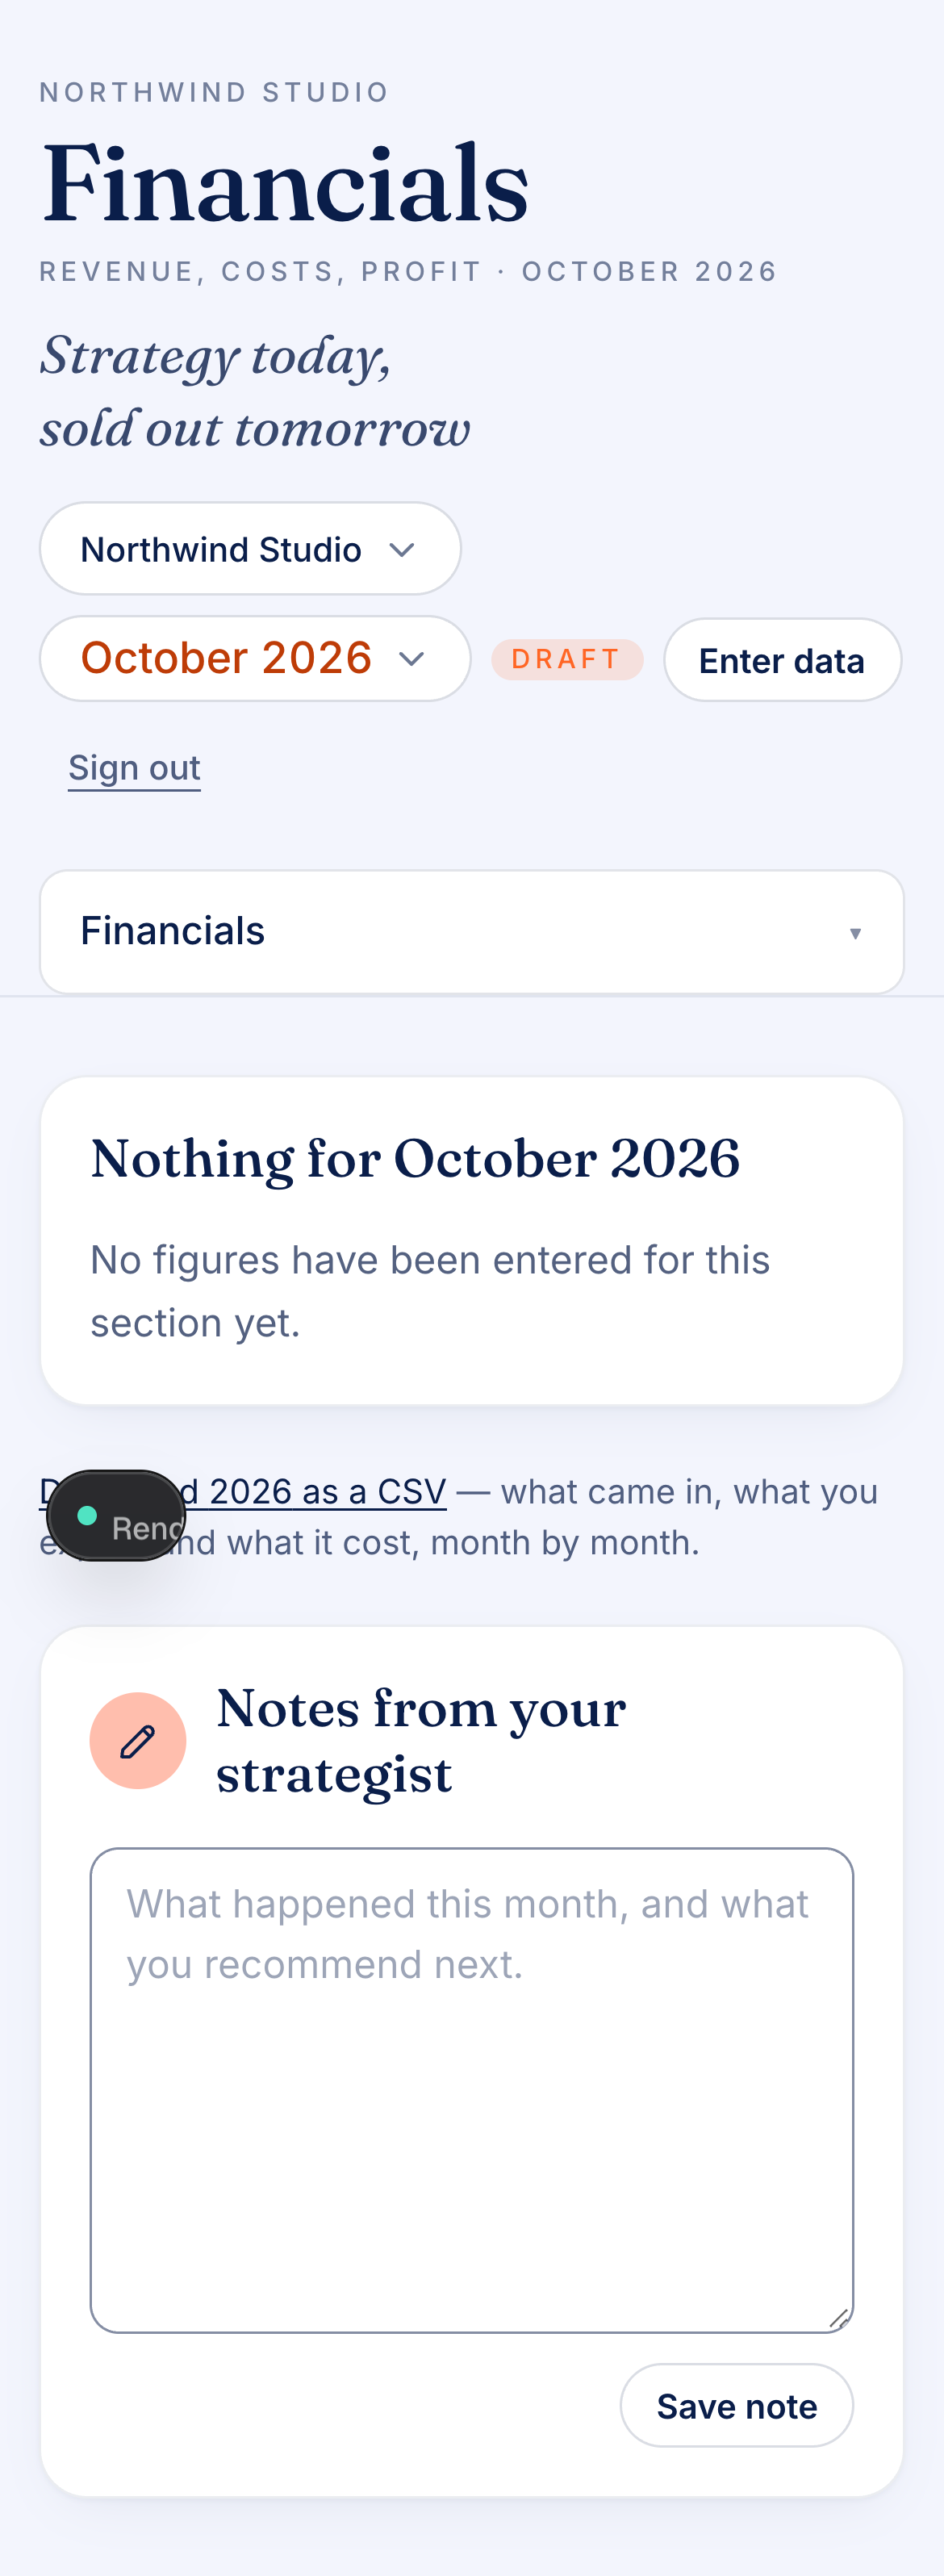 NORTHWIND STUDIO
Financials
REVENUE, COSTS, PROFIT · OCTOBER 2026
Strategy today,
sold out tomorrow
Northwind Studio
October 2026
DRAFT
Enter data
Sign out
Financials
Nothing for October 2026
No figures have been entered for this
section yet.
2026 as a CSV — what came in, what you
what it cost, month by month.
Notes from your
strategist
What happened this month, and what
you recommend next.
Save note